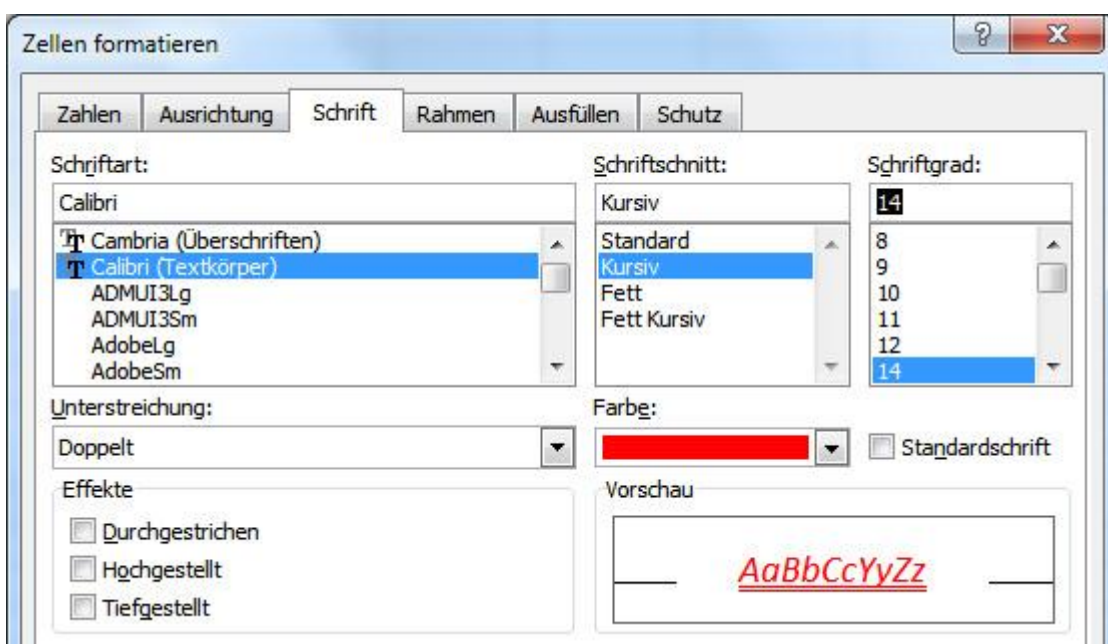 Zellen formatieren
Zahlen Ausrichtung Schrift Rahmen Ausfüllen Schutz
Schriftart: Schriftschnitt: Schriftgrad:
Calibri Kursiv 14
Cambria (Überschriften) Standard 8
Calibri (Textkörper) Kursiv 9
ADMUI3Lg Fett 10
ADMUI3Sm Fett Kursiv 11
AdobeLg 12
AdobeSm 14
Unterstreichung: Farbe:
Doppelt Standardschrift
Effekte Vorschau
Durchgestrichen
Hochgestellt AaBbCcYyZz
Tiefgestellt